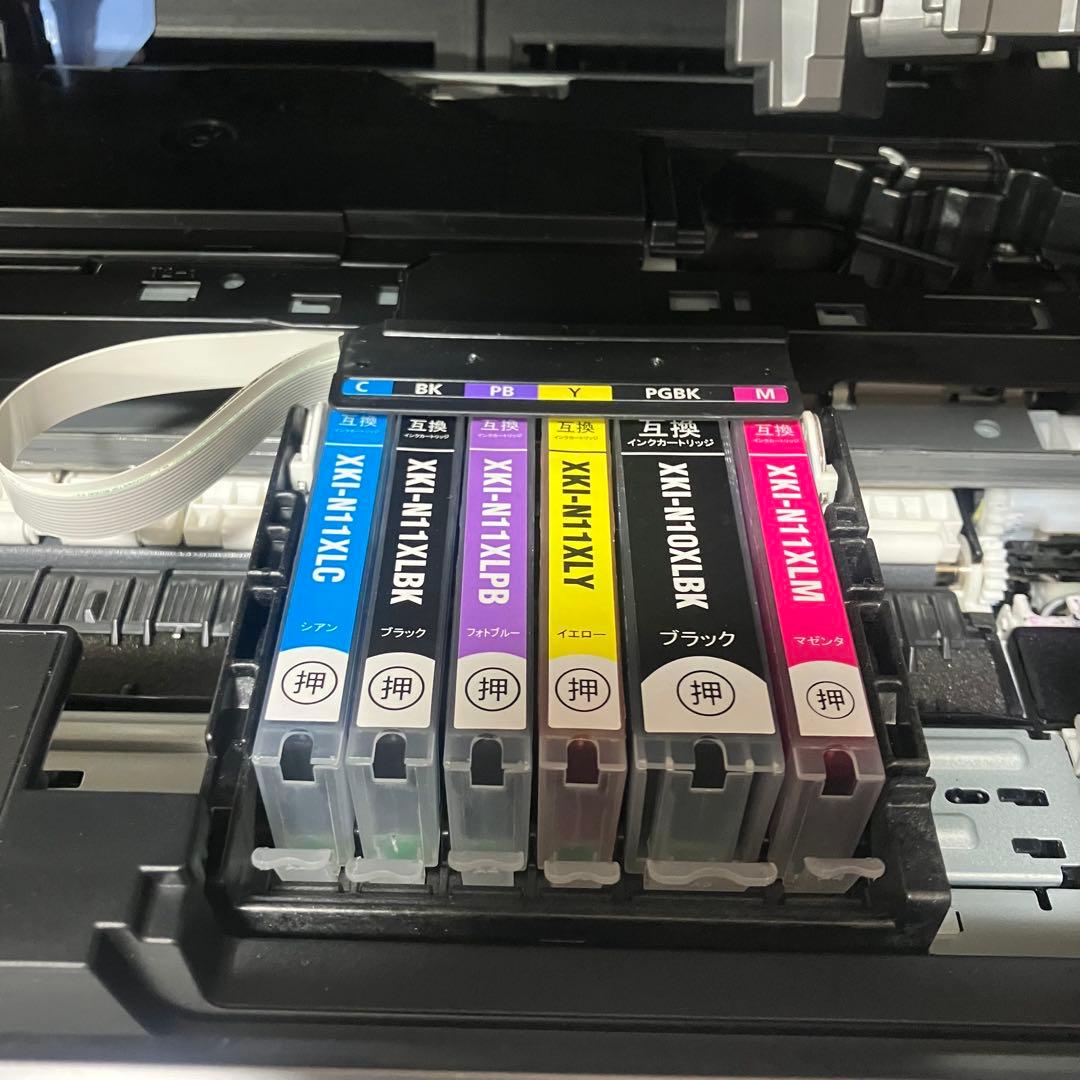 C BK PB Y PGBK M
互換
インクカートリッジ
XKI-N11XLC
シアン
押
互換
インクカートリッジ
XKI-N11XLBK
ブラック
押
互換
インクカートリッジ
XKI-N11XLPB
フォトブルー
押
互換
インクカートリッジ
XKI-N11XLY
イエロー
押
互換
インクカートリッジ
XKI-N10XLBK
ブラック
押
互換
インクカートリッジ
XKI-N11XLM
マゼンタ
押